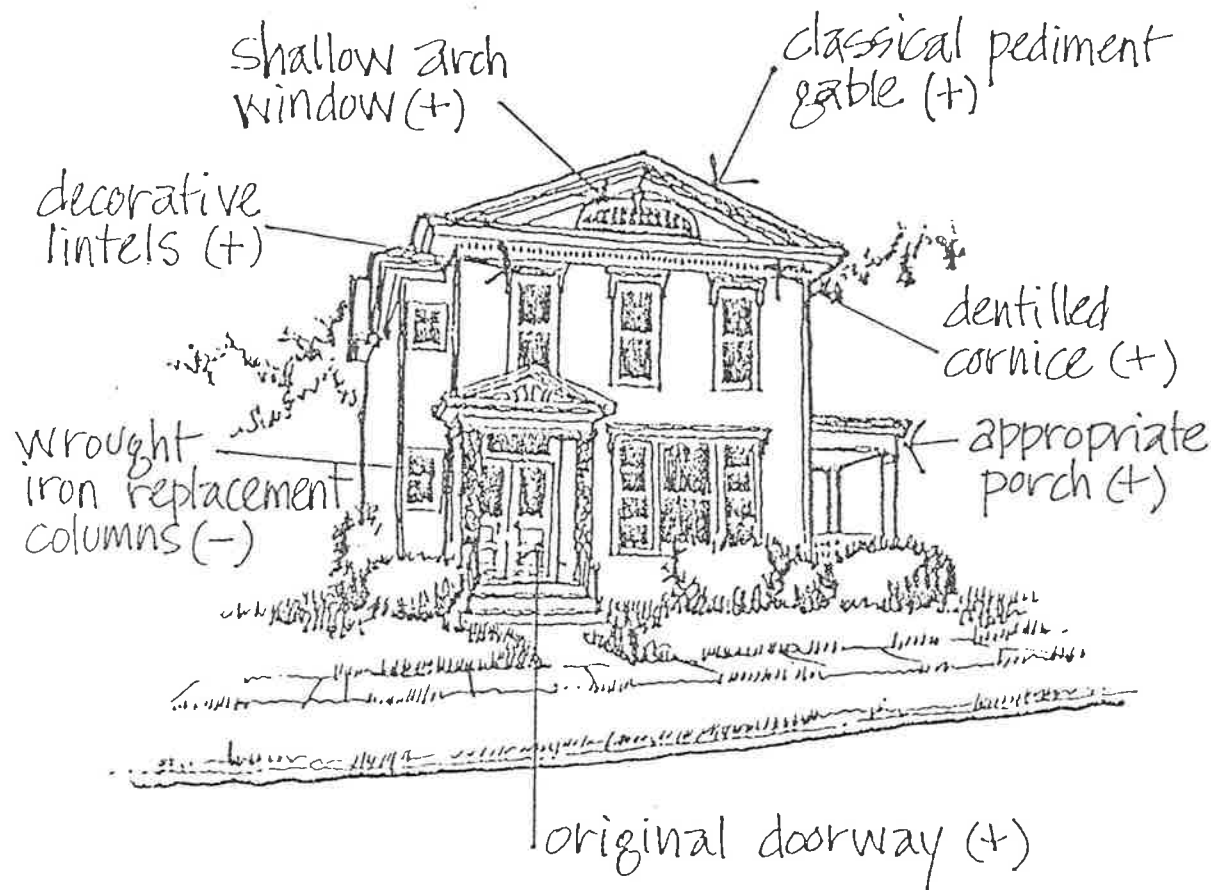 shallow arch
window (+)
classical pediment
gable (+)
decorative
lintels (+)
dentilled
cornice (+)
wrought
iron replacement
columns (-)
appropriate
porch (+)
original doorway (+)